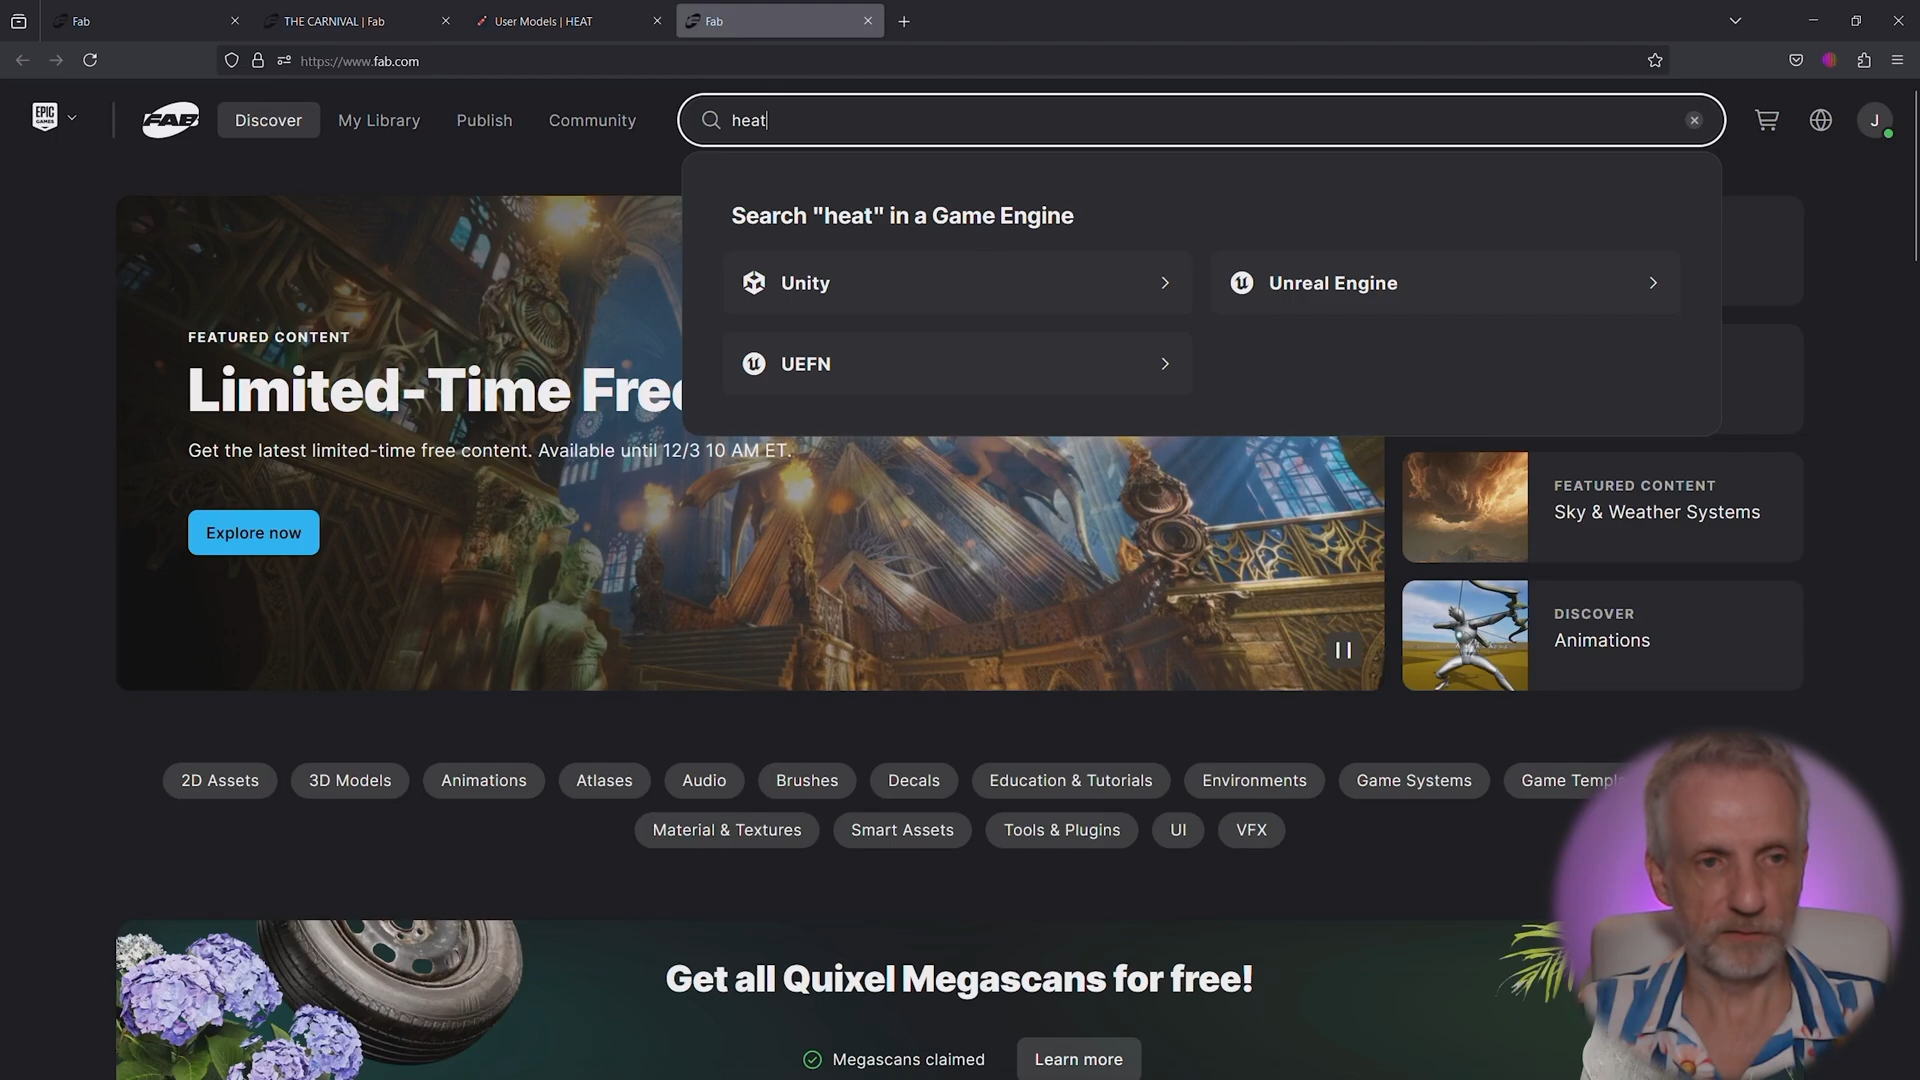 Fab
THE CARNIVAL | Fab
User Models | HEAT
Fab
https://www.fab.com
EPIC GAMES
FAB
Discover
My Library
Publish
Community
heat
J
Search "heat" in a Game Engine
Unity
Unreal Engine
UEFN
FEATURED CONTENT
Limited-Time Free
Get the latest limited-time free content. Available until 12/3 10 AM ET.
Explore now
FEATURED CONTENT
Sky & Weather Systems
DISCOVER
Animations
2D Assets
3D Models
Animations
Atlases
Audio
Brushes
Decals
Education & Tutorials
Environments
Game Systems
Game Templ
Material & Textures
Smart Assets
Tools & Plugins
UI
VFX
Get all Quixel Megascans for free!
Megascans claimed
Learn more